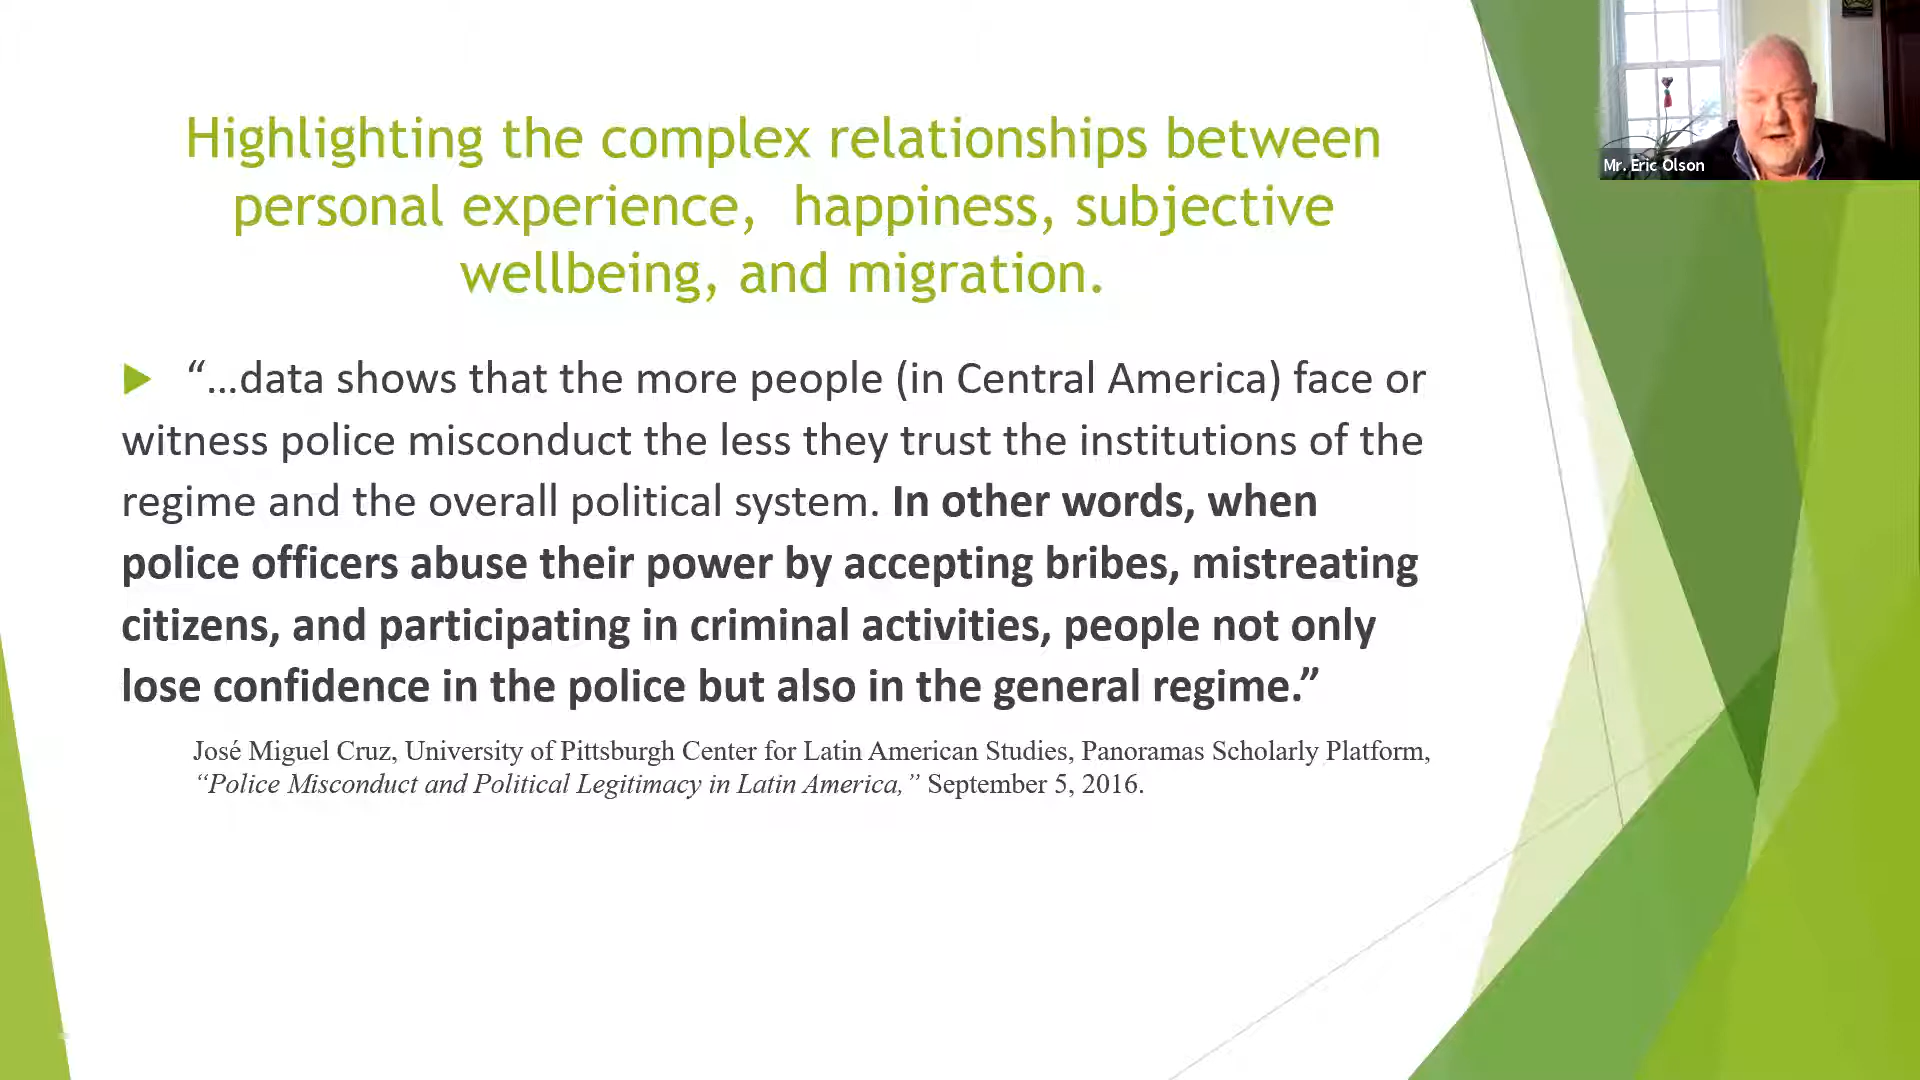 Highlighting the complex relationships between
personal experience,  happiness, subjective
wellbeing, and migration.
“…data shows that the more people (in Central America) face or
witness police misconduct the less they trust the institutions of the
regime and the overall political system. In other words, when
police officers abuse their power by accepting bribes, mistreating
citizens, and participating in criminal activities, people not only
lose confidence in the police but also in the general regime.”
José Miguel Cruz, University of Pittsburgh Center for Latin American Studies, Panoramas Scholarly Platform,
“Police Misconduct and Political Legitimacy in Latin America,” September 5, 2016.
Mr. Eric Olson